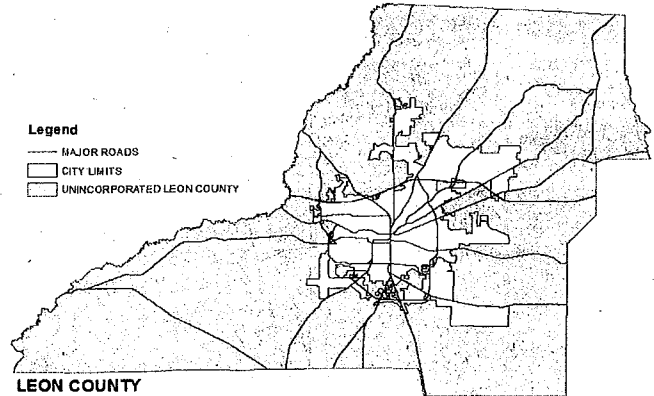 Legend
MAJOR ROADS
CITY LIMITS
UNINCORPORATED LEON COUNTY
LEON COUNTY